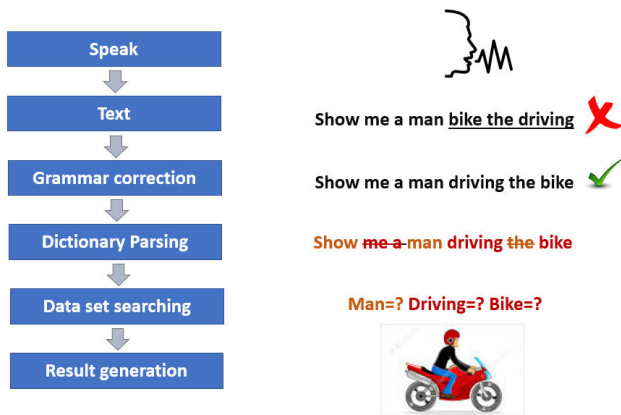 Speak
Text
Show me a man bike the driving
Grammar correction
Show me a man driving the bike
Dictionary Parsing
Show me a man driving the bike
Data set searching
Man=? Driving=? Bike=?
Result generation